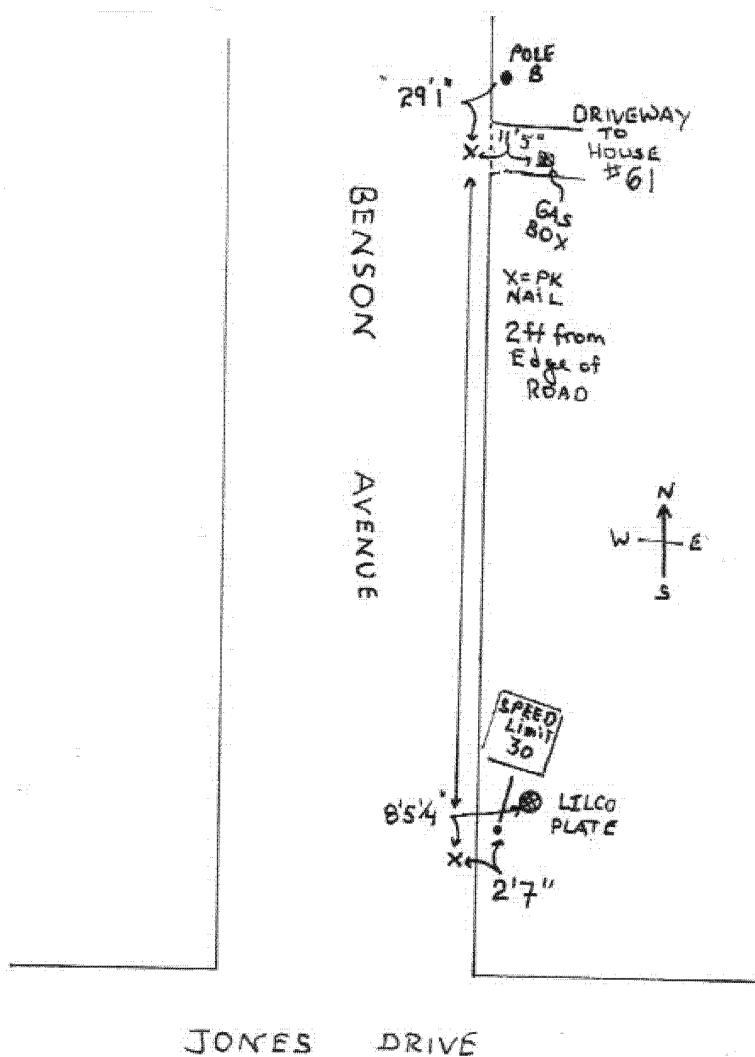 POLE
B
29'1"
DRIVEWAY
TO
HOUSE
#61
11'5"
X
GAS
BOX
BENSON
X=PK
NAIL
2ft from
Edge of
ROAD
AVENUE
N
W E
S
SPEED
Limit
30
8'5¼"
LILCO
PLATE
X
2'7"
JONES DRIVE